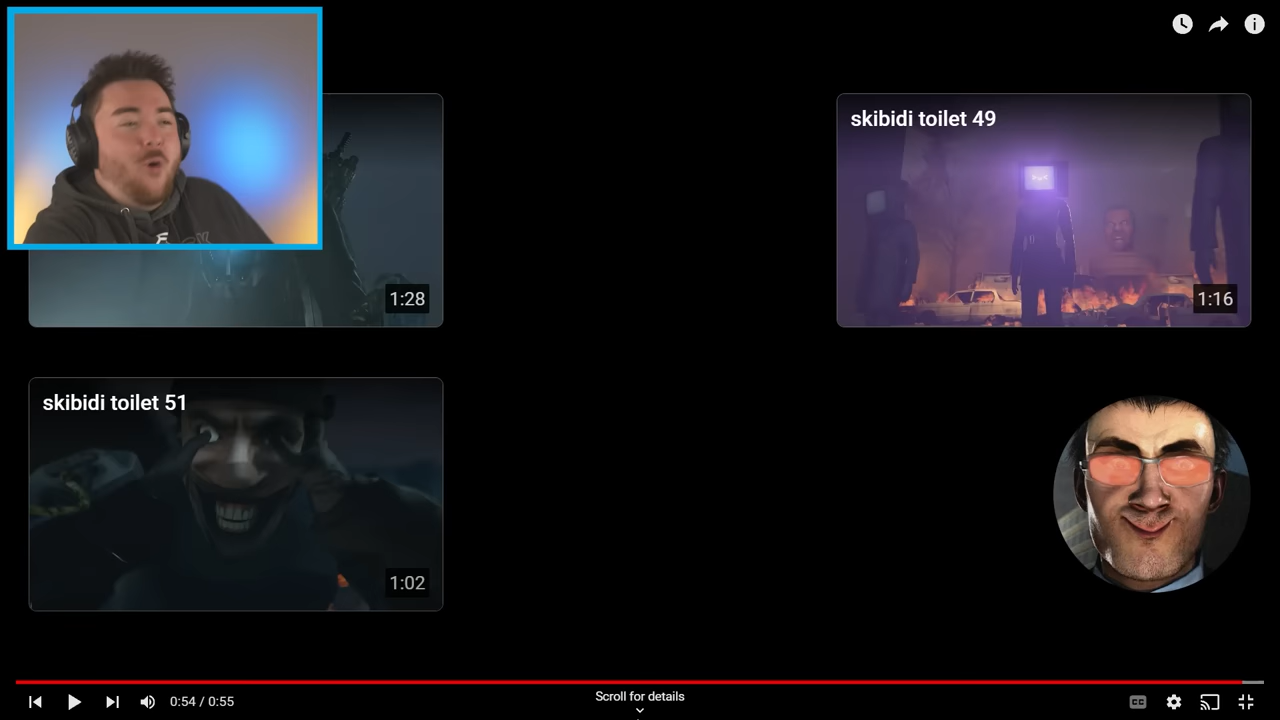 skibidi toilet 49
1:28
1:16
skibidi toilet 51
1:02
0:54 / 0:55
Scroll for details
CC